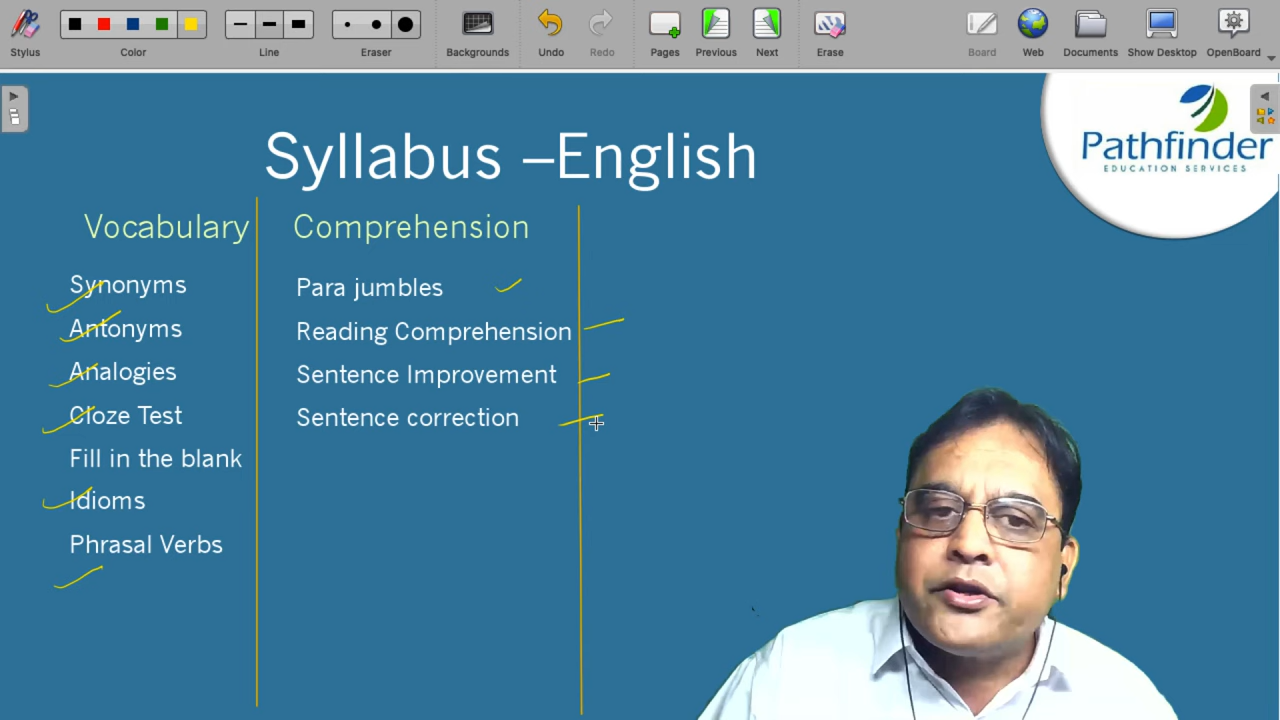 Stylus
Color
Line
Eraser
Backgrounds
Undo
Redo
Pages
Previous
Next
Erase
Board
Web
Documents
Show Desktop
OpenBoard
Pathfinder
EDUCATION SERVICES
Syllabus –English
Vocabulary
Synonyms
Antonyms
Analogies
Cloze Test
Fill in the blank
Idioms
Phrasal Verbs
Comprehension
Para jumbles
Reading Comprehension
Sentence Improvement
Sentence correction